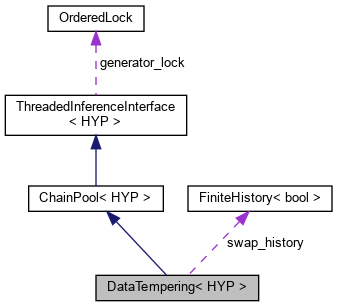 OrderedLock
generator_lock
ThreadedInferenceInterface
< HYP >
ChainPool< HYP >
FiniteHistory< bool >
swap_history
DataTempering< HYP >